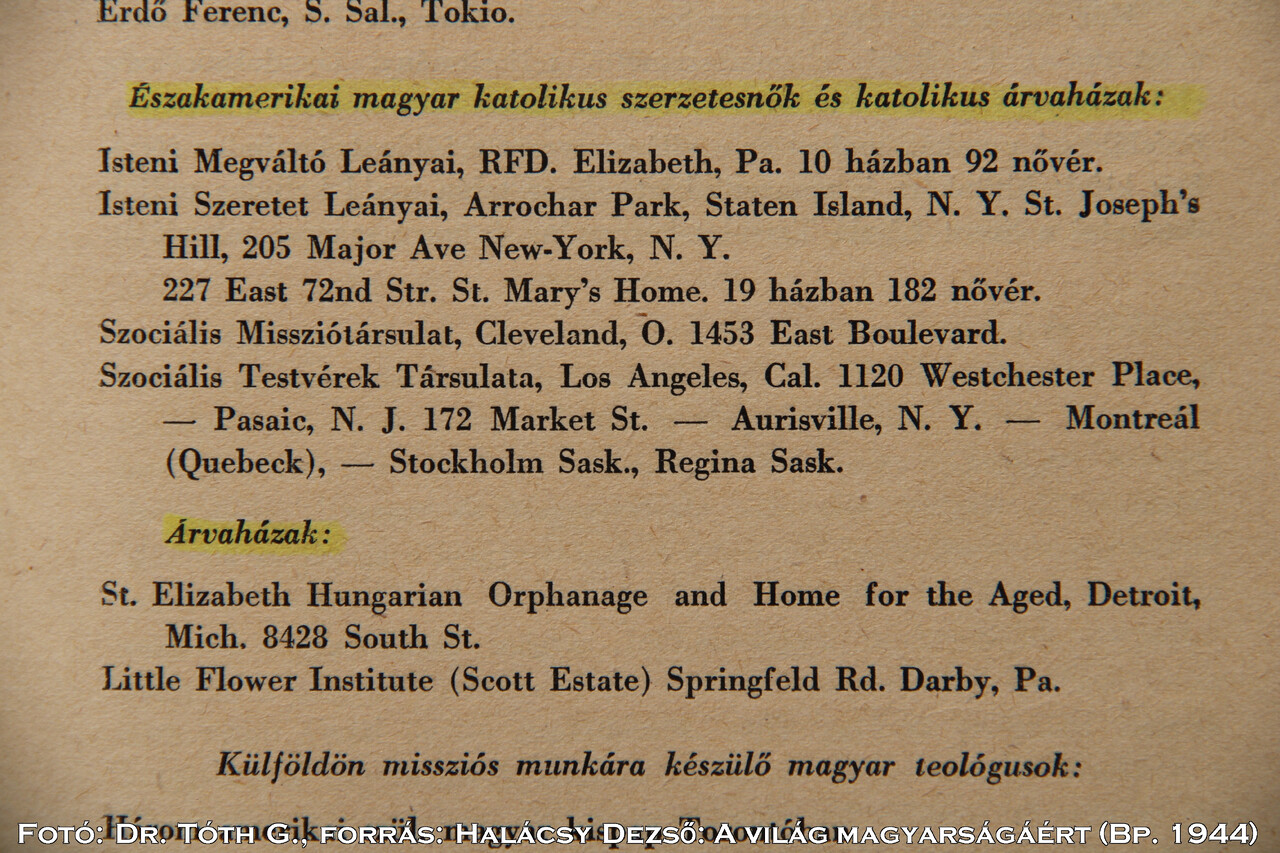 Erdő Ferenc, S. Sal., Tokio.
Északamerikai magyar katolikus szerzetesnők és katolikus árvaházak:
Isteni Megváltó Leányai, RFD. Elizabeth, Pa. 10 házban 92 nővér.
Isteni Szeretet Leányai, Arrochar Park, Staten Island, N. Y. St. Joseph's
Hill, 205 Major Ave New-York, N. Y.
227 East 72nd Str. St. Mary's Home. 19 házban 182 nővér.
Szociális Missziótársulat, Cleveland, O. 1453 East Boulevard.
Szociális Testvérek Társulata, Los Angeles, Cal. 1120 Westchester Place,
— Pasaic, N. J. 172 Market St. — Aurisville, N. Y. — Montreál
(Quebeck), — Stockholm Sask., Regina Sask.
Árvaházak:
St. Elizabeth Hungarian Orphanage and Home for the Aged, Detroit,
Mich. 8428 South St.
Little Flower Institute (Scott Estate) Springfeld Rd. Darby, Pa.
Külföldön missziós munkára készülő magyar teológusok:
Fotó: Dr. Tóth G., forrás: Halácsy Dezső: A világ magyarságáért (Bp. 1944)